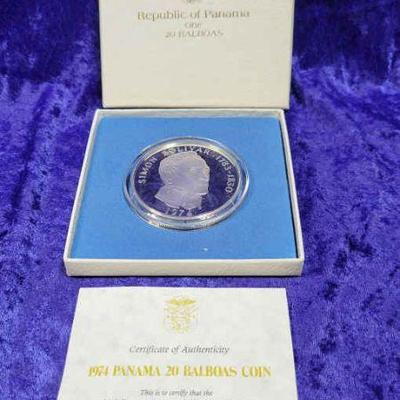 Republic of Panama
ONE
20 BALBOAS
SIMON BOLIVAR · 1783-1830
1974
Certificate of Authenticity
1974 PANAMA 20 BALBOAS COIN
This is to certify that the